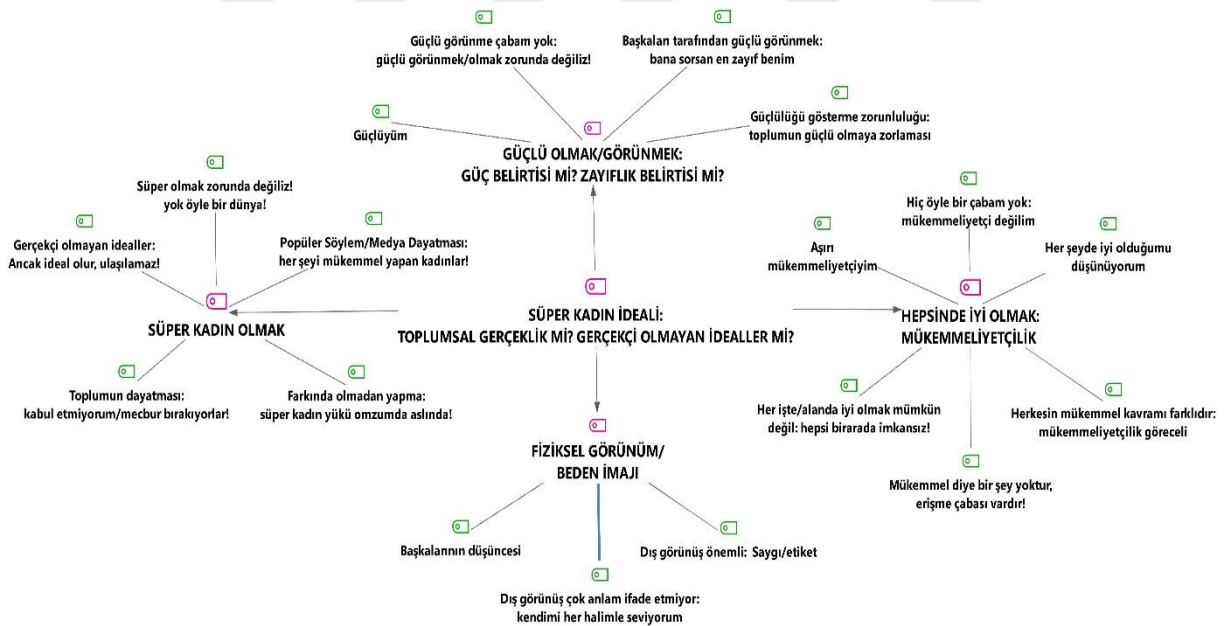 Güçlü görünme çabam yok:
güçlü görünmek/olmak zorunda değiliz!
Başkaları tarafından güçlü görünmek:
bana sorsan en zayıf benim
Güçlüyüm
Güçlülüğü gösterme zorunluluğu:
toplumun güçlü olmaya zorlaması
GÜÇLÜ OLMAK/GÖRÜNMEK:
GÜÇ BELİRTİSİ Mİ? ZAYIFLIK BELİRTİSİ Mİ?
Süper olmak zorunda değiliz!
yok öyle bir dünya!
Gerçekçi olmayan idealler:
Ancak ideal olur, ulaşılamaz!
Popüler Söylem/Medya Dayatması:
her şeyi mükemmel yapan kadınlar!
SÜPER KADIN OLMAK
Toplumun dayatması:
kabul etmiyorum/mecbur bırakıyorlar!
Farkında olmadan yapma:
süper kadın yükü omzumda aslında!
SÜPER KADIN İDEALİ:
TOPLUMSAL GERÇEKLİK Mİ? GERÇEKÇİ OLMAYAN İDEALLER Mİ?
Hiç öyle bir çabam yok:
mükemmeliyetçi değilim
Aşırı
mükemmeliyetçiyim
Her şeyde iyi olduğumu
düşünüyorum
HEPSİNDE İYİ OLMAK:
MÜKEMMELİYETÇİLİK
Her işte/alanda iyi olmak mümkün
değil: hepsi birarada imkansız!
Herkesin mükemmel kavramı farklıdır:
mükemmeliyetçilik göreceli
Mükemmel diye bir şey yoktur,
erişme çabası vardır!
FİZİKSEL GÖRÜNÜM/
BEDEN İMAJI
Başkalarının düşüncesi
Dış görünüş önemli: Saygı/etiket
Dış görünüş çok anlam ifade etmiyor:
kendimi her halimle seviyorum